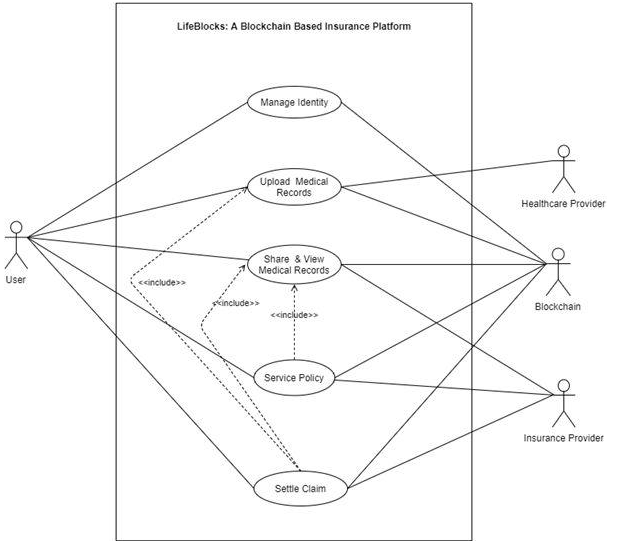 LifeBlocks: A Blockchain Based Insurance Platform
Manage Identity
Upload Medical
Records
Healthcare Provider
User
Share & View
Medical Records
<<include>>
<<include>>
<<include>>
Blockchain
Service Policy
Insurance Provider
Settle Claim